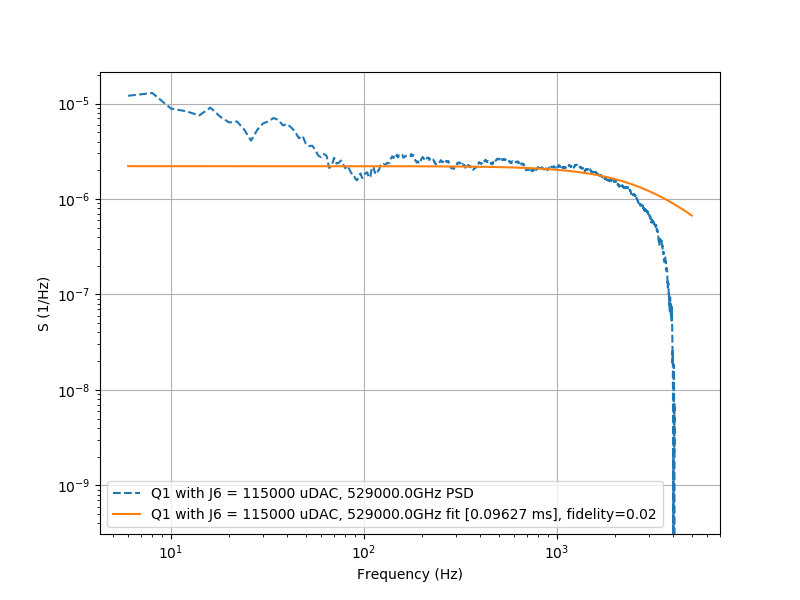 10⁻⁵
10⁻⁶
10⁻⁷
10⁻⁸
10⁻⁹
S (1/Hz)
Q1 with J6 = 115000 uDAC, 529000.0GHz PSD
Q1 with J6 = 115000 uDAC, 529000.0GHz fit [0.09627 ms], fidelity=0.02
10¹ 10² 10³
Frequency (Hz)